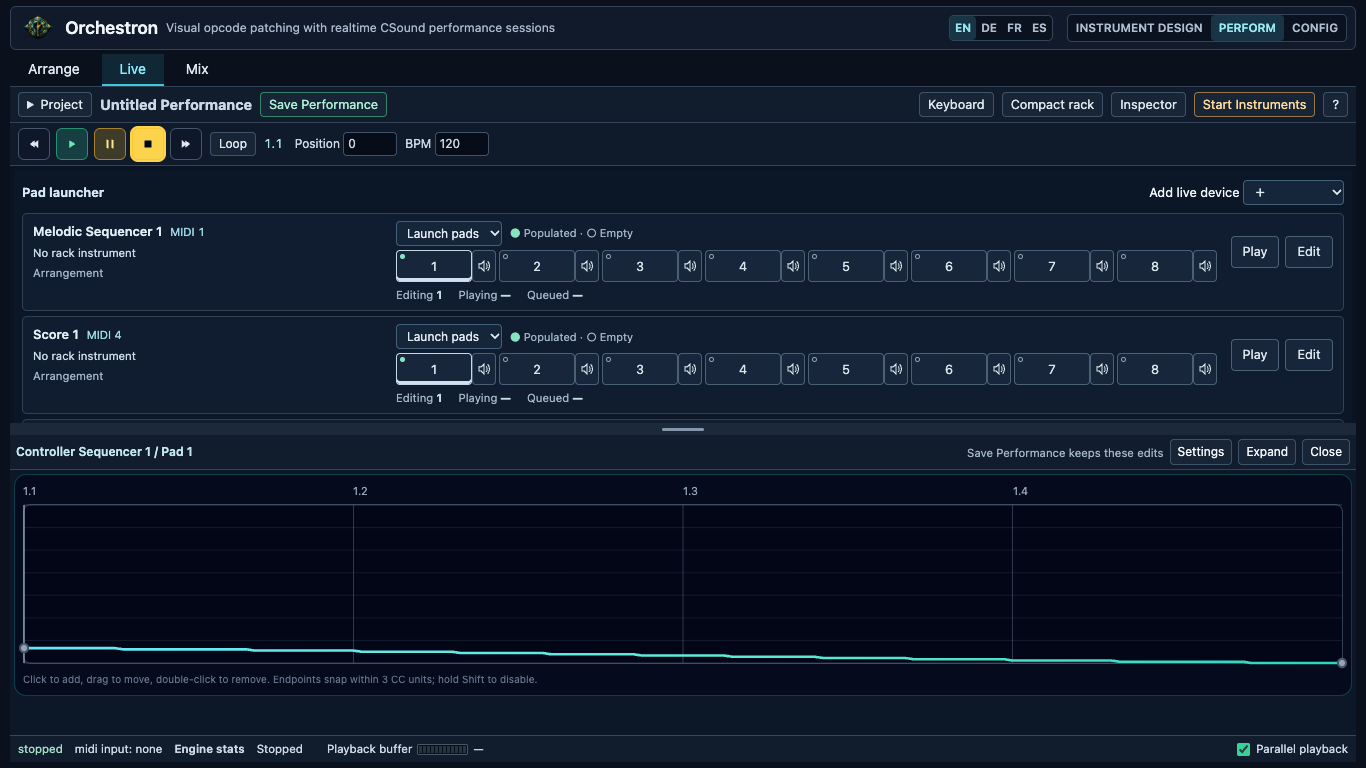 Orchestron Visual opcode patching with realtime CSound performance sessions EN DE FR ES INSTRUMENT DESIGN PERFORM CONFIG
Arrange Live Mix
Project Untitled Performance Save Performance Keyboard Compact rack Inspector Start Instruments ?
Loop 1.1 Position 0 BPM 120
Pad launcher Add live device +
Melodic Sequencer 1 MIDI 1 Launch pads Populated · Empty
No rack instrument 1 2 3 4 5 6 7 8 Play Edit
Arrangement
Editing 1 Playing — Queued —
Score 1 MIDI 4 Launch pads Populated · Empty
No rack instrument 1 2 3 4 5 6 7 8 Play Edit
Arrangement
Editing 1 Playing — Queued —
Controller Sequencer 1 / Pad 1 Save Performance keeps these edits Settings Expand Close
1.1 1.2 1.3 1.4
Click to add, drag to move, double-click to remove. Endpoints snap within 3 CC units; hold Shift to disable.
stopped midi input: none Engine stats Stopped Playback buffer — Parallel playback